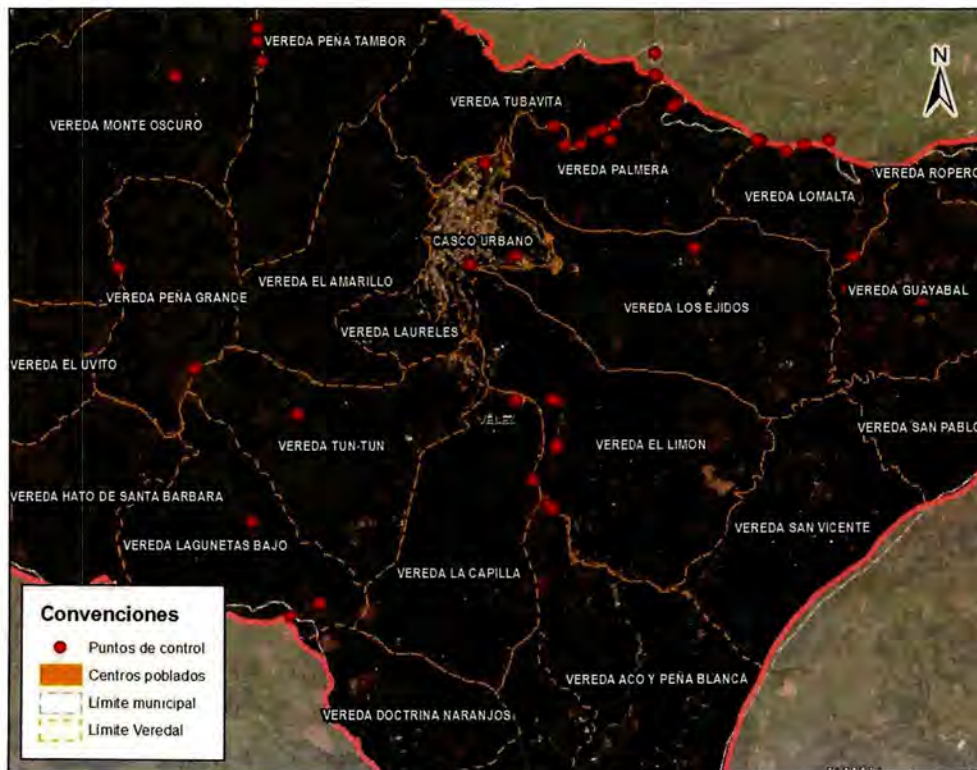 VEREDA PEÑA TAMBOR
N
VEREDA TUBAVITA
VEREDA MONTE OSCURO
VEREDA PALMERA
VEREDA ROPERO
VEREDA LOMALTA
CASCO URBANO
VEREDA EL AMARILLO
VEREDA PEÑA GRANDE
VEREDA LOS EJIDOS
VEREDA GUAYABAL
VEREDA LAURELES
VEREDA EL UVITO
VELEZ
VEREDA TUN-TUN
VEREDA EL LIMON
VEREDA SAN PABLO
VEREDA HATO DE SANTA BARBARA
VEREDA SAN VICENTE
VEREDA LAGUNETAS BAJO
VEREDA LA CAPILLA
VEREDA ACO Y PEÑA BLANCA
VEREDA DOCTRINA NARANJOS
Convenciones
Puntos de control
Centros poblados
Límite municipal
Límite Veredal